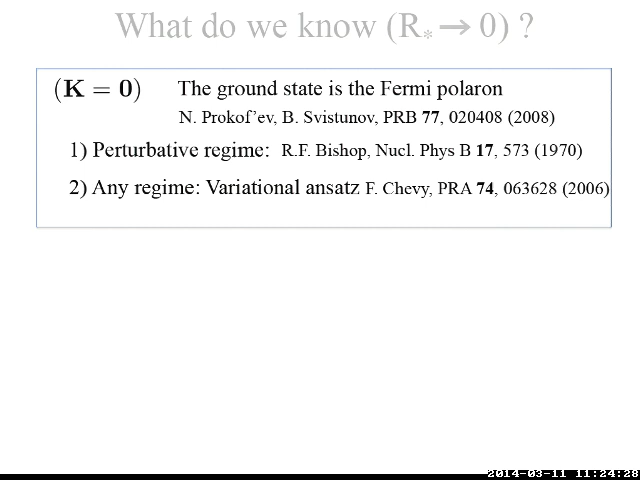 What do we know (R* → 0) ?
(K = 0) The ground state is the Fermi polaron
N. Prokof'ev, B. Svistunov, PRB 77, 020408 (2008)
1) Perturbative regime: R.F. Bishop, Nucl. Phys B 17, 573 (1970)
2) Any regime: Variational ansatz F. Chevy, PRA 74, 063628 (2006)
2014-03-11 11:24:28